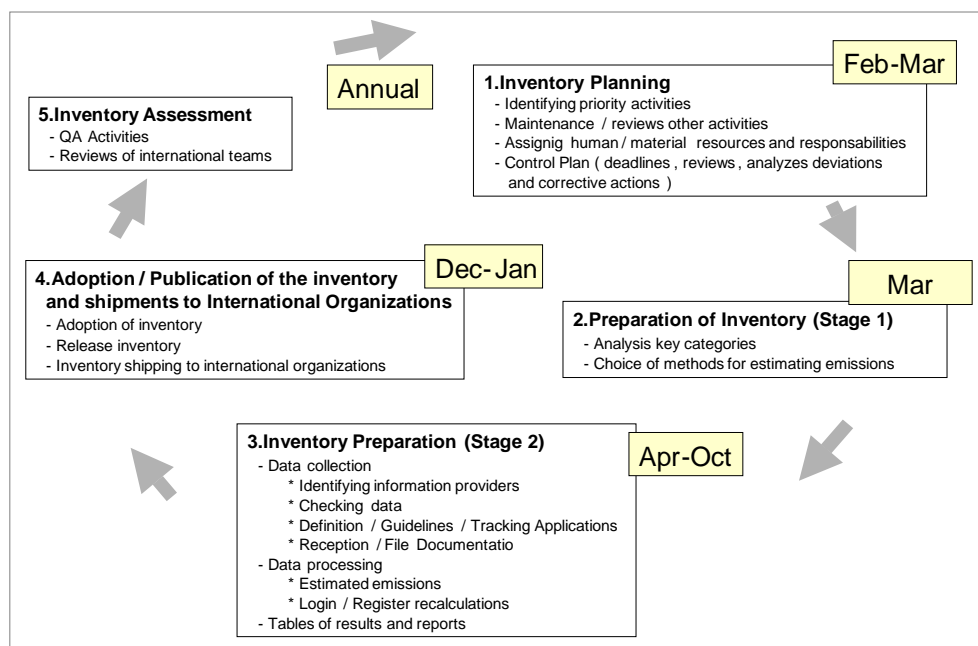 Annual
Feb-Mar
1.Inventory Planning
- Identifying priority activities
- Maintenance / reviews other activities
- Assignig human / material resources and responsabilities
- Control Plan ( deadlines , reviews , analyzes deviations
and corrective actions )
Mar
2.Preparation of Inventory (Stage 1)
- Analysis key categories
- Choice of methods for estimating emissions
Apr-Oct
3.Inventory Preparation (Stage 2)
- Data collection
* Identifying information providers
* Checking data
* Definition / Guidelines / Tracking Applications
* Reception / File Documentatio
- Data processing
* Estimated emissions
* Login / Register recalculations
- Tables of results and reports
Dec-Jan
4.Adoption / Publication of the inventory
and shipments to International Organizations
- Adoption of inventory
- Release inventory
- Inventory shipping to international organizations
5.Inventory Assessment
- QA Activities
- Reviews of international teams